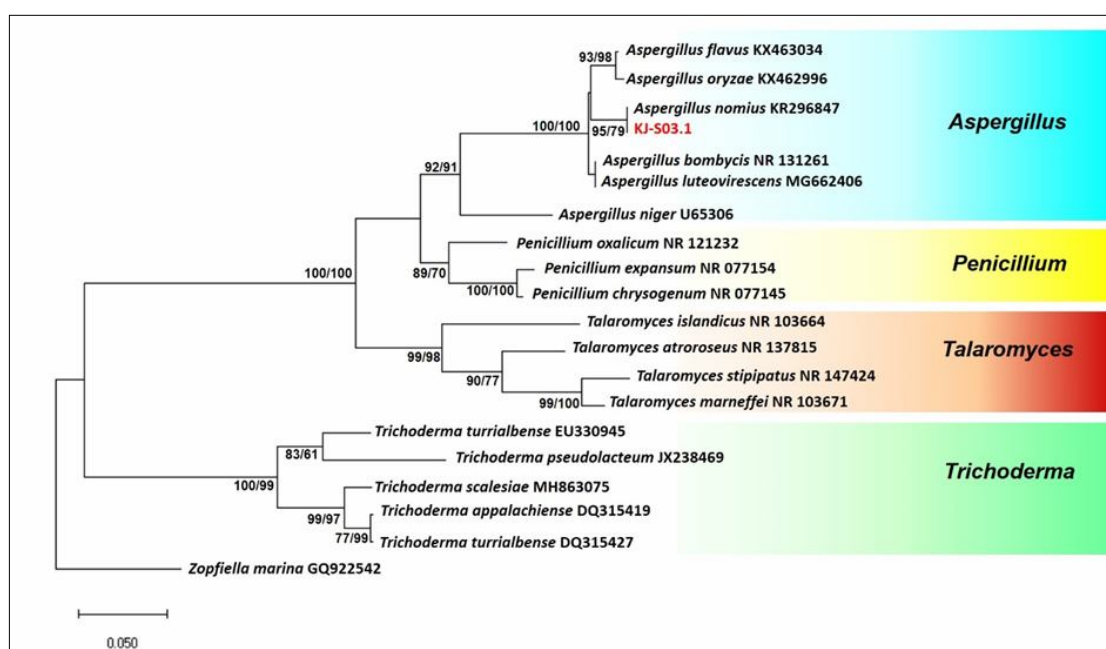 93/98
Aspergillus flavus KX463034
Aspergillus oryzae KX462996
Aspergillus nomius KR296847
100/100
95/79
KJ-S03.1
Aspergillus
92/91
Aspergillus bombycis NR 131261
Aspergillus luteovirescens MG662406
Aspergillus niger U65306
Penicillium oxalicum NR 121232
89/70
Penicillium expansum NR 077154
Penicillium
100/100
100/100
Penicillium chrysogenum NR 077145
Talaromyces islandicus NR 103664
99/98
Talaromyces atroroseus NR 137815
Talaromyces
90/77
Talaromyces stipipatus NR 147424
99/100
Talaromyces marneffei NR 103671
Trichoderma turrialbense EU330945
83/61
Trichoderma pseudolacteum JX238469
Trichoderma
100/99
Trichoderma scalesiae MH863075
99/97
Trichoderma appalachiense DQ315419
77/99
Trichoderma turrialbense DQ315427
Zopfiella marina GQ922542
0.050